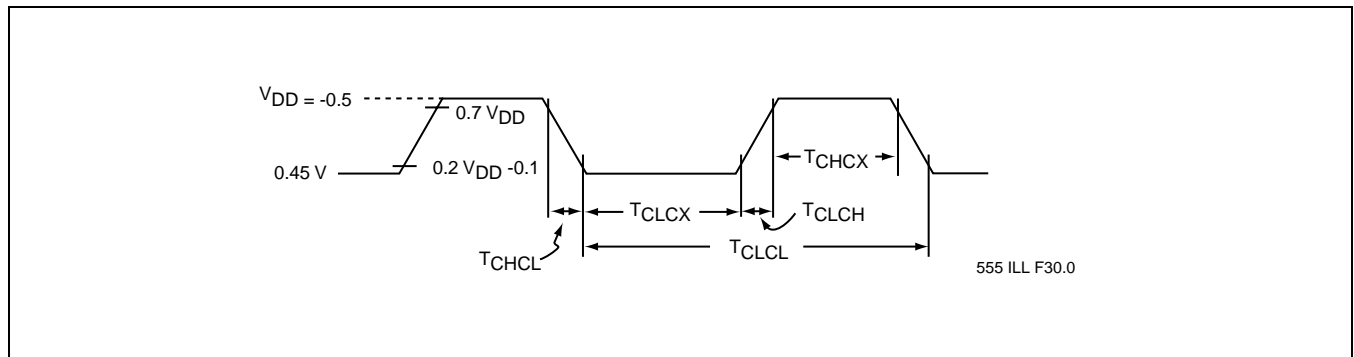 VDD = -0.5
0.7 VDD
0.45 V
0.2 VDD -0.1
TCHCX
TCLCX
TCLCH
TCHCL
TCLCL
555 ILL F30.0